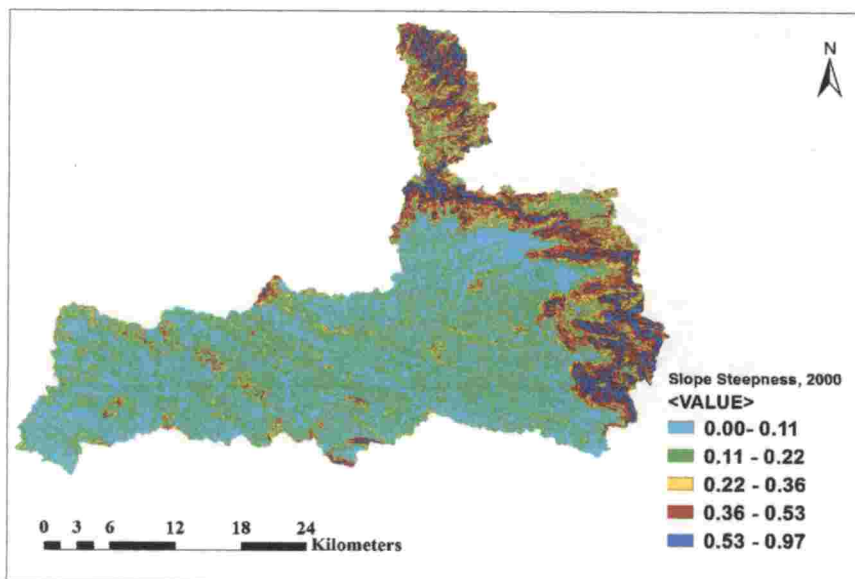 N
Slope Steepness, 2000
<VALUE>
0.00- 0.11
0.11 - 0.22
0.22 - 0.36
0.36 - 0.53
0.53 - 0.97
0 3 6 12 18 24
Kilometers